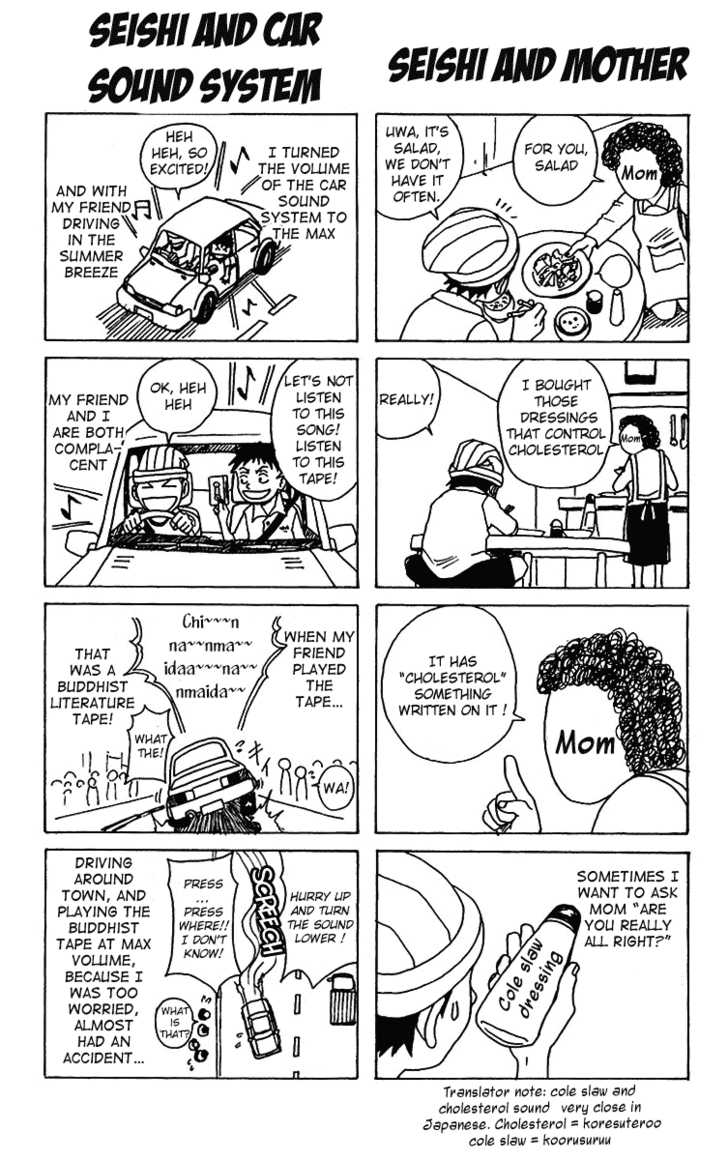 SEISHI AND MOTHER
FOR YOU,
SALAD
Mom
UWA, IT'S
SALAD,
WE DON'T
HAVE IT
OFTEN.
I BOUGHT
THOSE
DRESSINGS
THAT CONTROL
CHOLESTEROL
Mom
REALLY!
IT HAS
"CHOLESTEROL"
SOMETHING
WRITTEN ON IT!
Mom
SOMETIMES I
WANT TO ASK
MOM "ARE
YOU REALLY
ALL RIGHT?"
Cole slaw
dressing
Translator note: cole slaw and
cholesterol sound very close in
Japanese. Cholesterol = koresuteroo
cole slaw = koorusuruu
SEISHI AND CAR
SOUND SYSTEM
I TURNED
THE VOLUME
OF THE CAR
SOUND
SYSTEM TO
THE MAX
HEH
HEH, SO
EXCITED!
AND WITH
MY FRIEND
DRIVING
IN THE
SUMMER
BREEZE
LET'S NOT
LISTEN
TO THIS
SONG!
LISTEN
TO THIS
TAPE!
OK, HEH
HEH
MY FRIEND
AND I
ARE BOTH
COMPLA-
CENT
WHEN MY
FRIEND
PLAYED
THE
TAPE...
Chi~~~n
na~~nma~~
idaa~~~na~~
nmaida~~
THAT
WAS A
BUDDHIST
LITERATURE
TAPE!
WHAT
THE!
WA!
HURRY UP
AND TURN
THE SOUND
LOWER !
SCREECH
PRESS
...
PRESS
WHERE!!
I DON'T
KNOW!
WHAT
IS
THAT?
DRIVING
AROUND
TOWN, AND
PLAYING THE
BUDDHIST
TAPE AT MAX
VOLUME,
BECAUSE I
WAS TOO
WORRIED,
ALMOST
HAD AN
ACCIDENT...